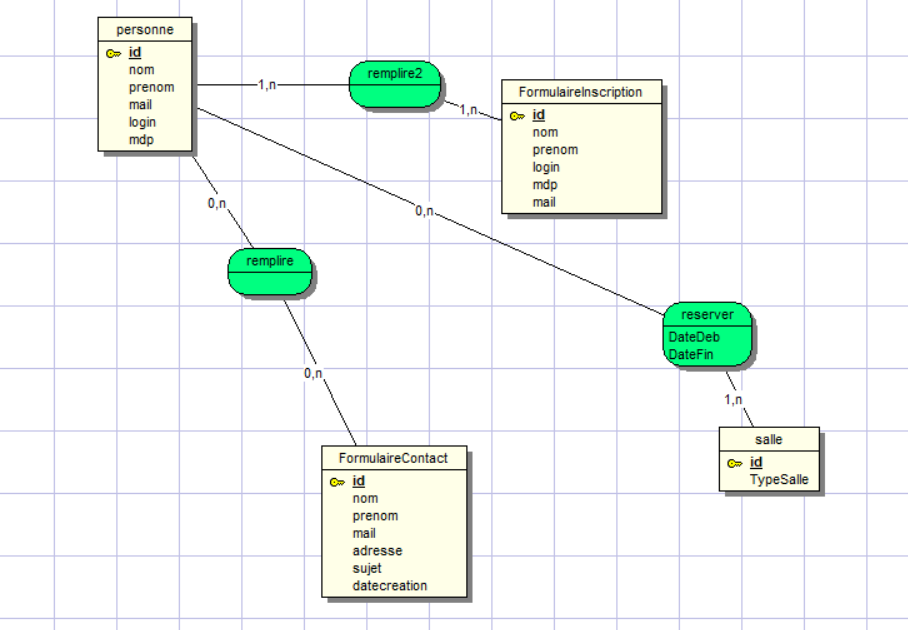 personne
id
nom
prenom
mail
login
mdp
1,n
remplire2
1,n
FormulaireInscription
id
nom
prenom
login
mdp
mail
0,n
0,n
remplire
reserver
DateDeb
DateFin
0,n
1,n
salle
id
TypeSalle
FormulaireContact
id
nom
prenom
mail
adresse
sujet
datecreation